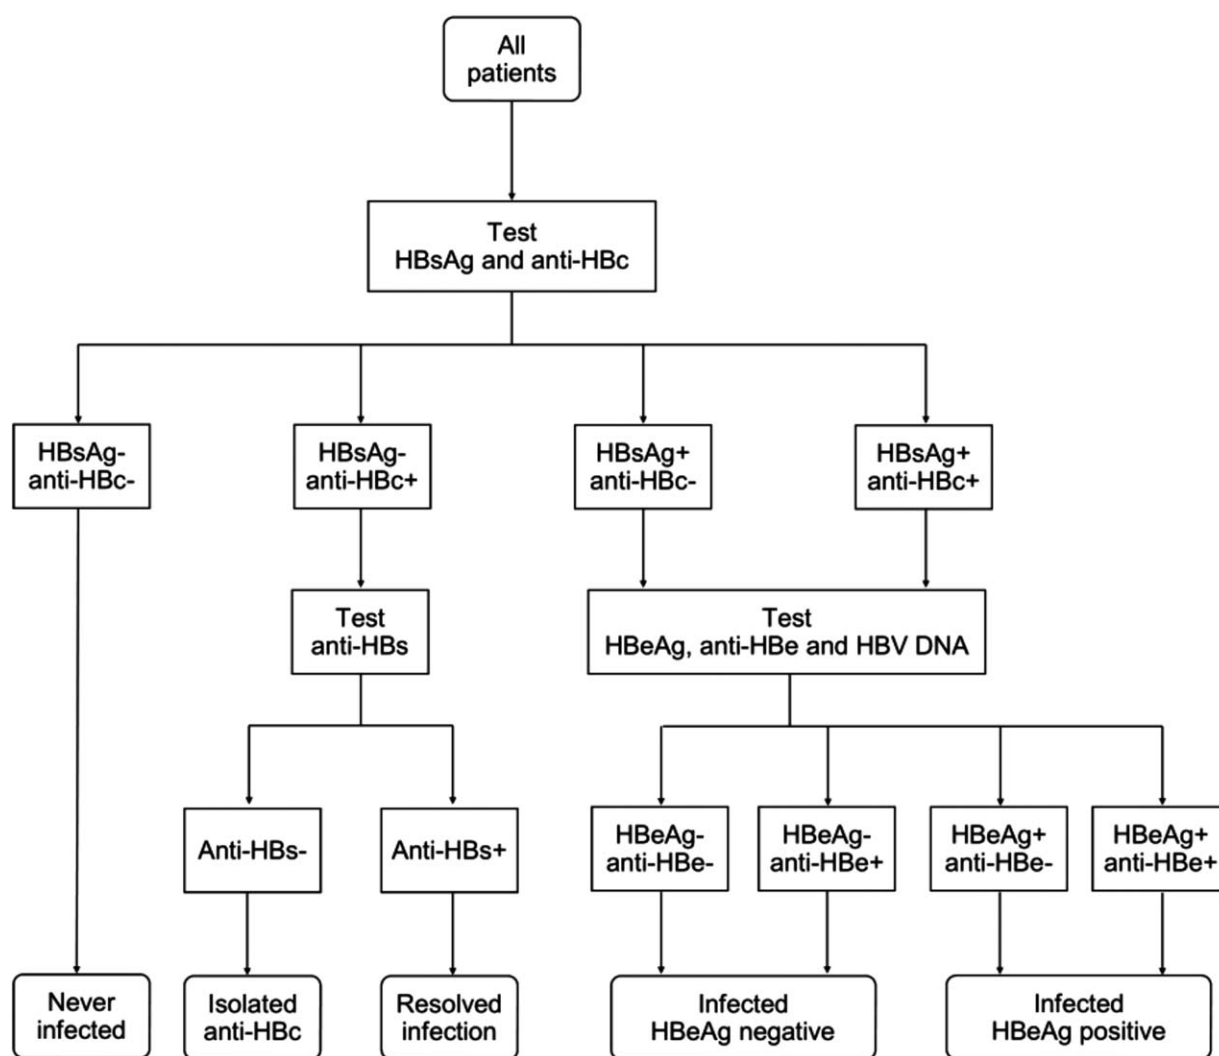 All
patients
Test
HBsAg and anti-HBc
HBsAg-
anti-HBc-
HBsAg-
anti-HBc+
HBsAg+
anti-HBc-
HBsAg+
anti-HBc+
Test
anti-HBs
Test
HBeAg, anti-HBe and HBV DNA
Anti-HBs-
Anti-HBs+
HBeAg-
anti-HBe-
HBeAg-
anti-HBe+
HBeAg+
anti-HBe-
HBeAg+
anti-HBe+
Never
infected
Isolated
anti-HBc
Resolved
infection
Infected
HBeAg negative
Infected
HBeAg positive